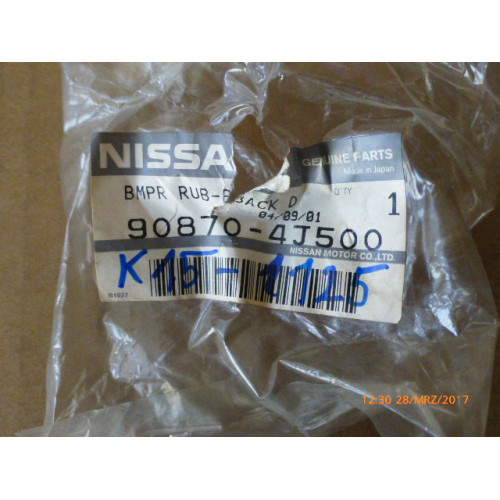 NISSA
GENUINE PARTS
Made in Japan
BMPR RUB- BACK D
Q'TY
04/09/01
1
90870-4J500
NISSAN MOTOR CO.,LTD.
K15-1125
12:30 28/MRZ/2017